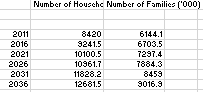 Number of Househc Number of Families ('000)
2011 8420 6144.1
2016 9241.5 6703.5
2021 10100.5 7297.4
2026 10961.7 7884.3
2031 11828.2 8459
2036 12681.5 9016.9